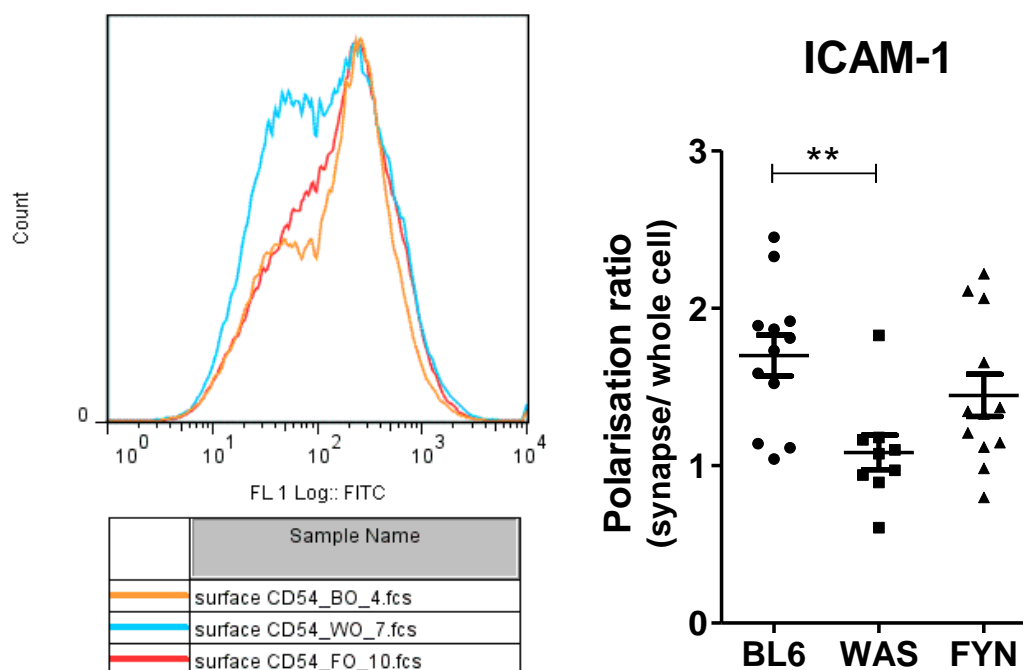 Count
0
10^0 10^1 10^2 10^3 10^4
FL 1 Log:: FITC
Sample Name
surface CD54_BO_4.fcs
surface CD54_WO_7.fcs
surface CD54_FO_10.fcs
ICAM-1
Polarisation ratio
(synapse/ whole cell)
3
**
2
1
0
BL6 WAS FYN